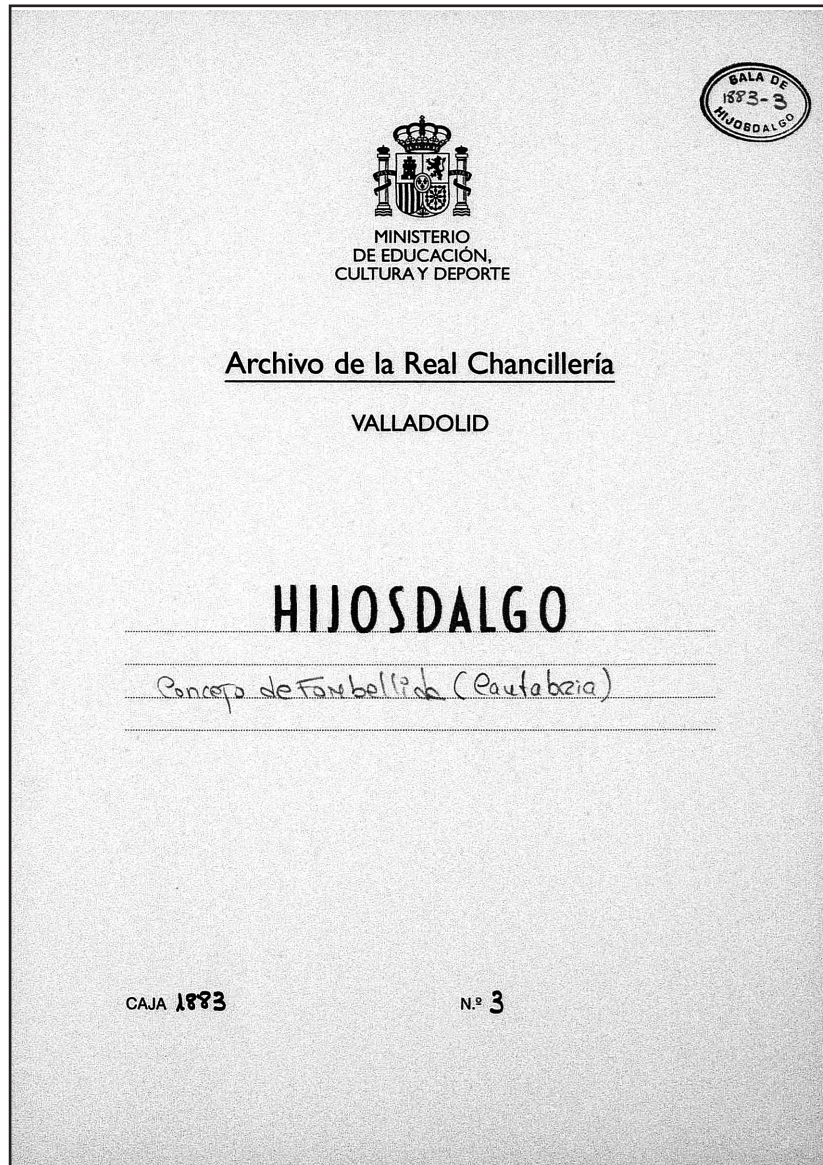 SALA DE
1883-3
HIJOSDALGO
MINISTERIO
DE EDUCACIÓN,
CULTURA Y DEPORTE
Archivo de la Real Chancillería
VALLADOLID
HIJOSDALGO
Concejo de Fombellida (Cantabria)
CAJA 1883 N.º 3